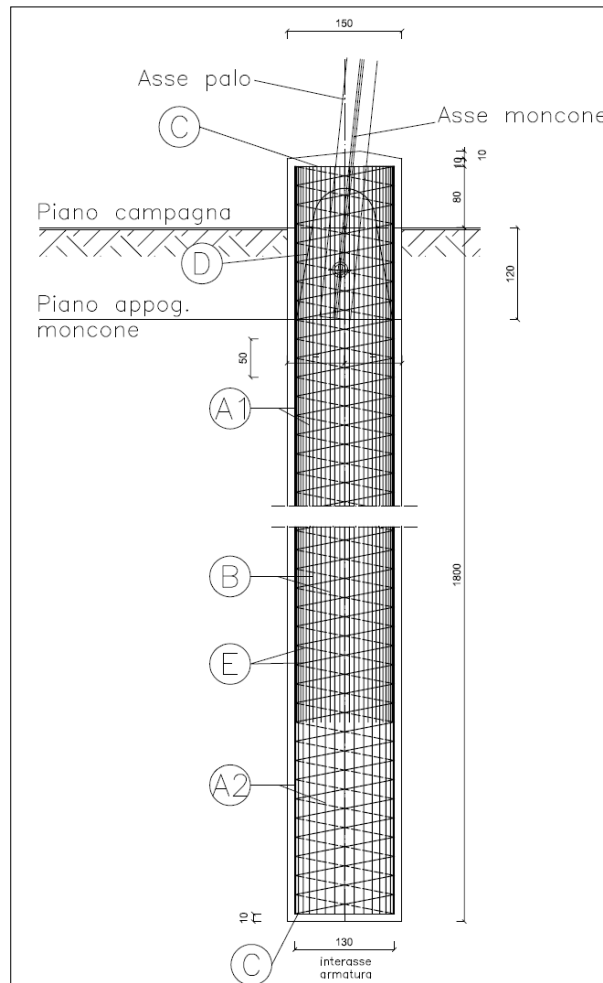 150
Asse palo
C
Asse moncone
10
10
80
Piano campagna
D
120
Piano appog.
moncone
50
A1
B
1800
E
A2
10
C
130
interasse
armatura